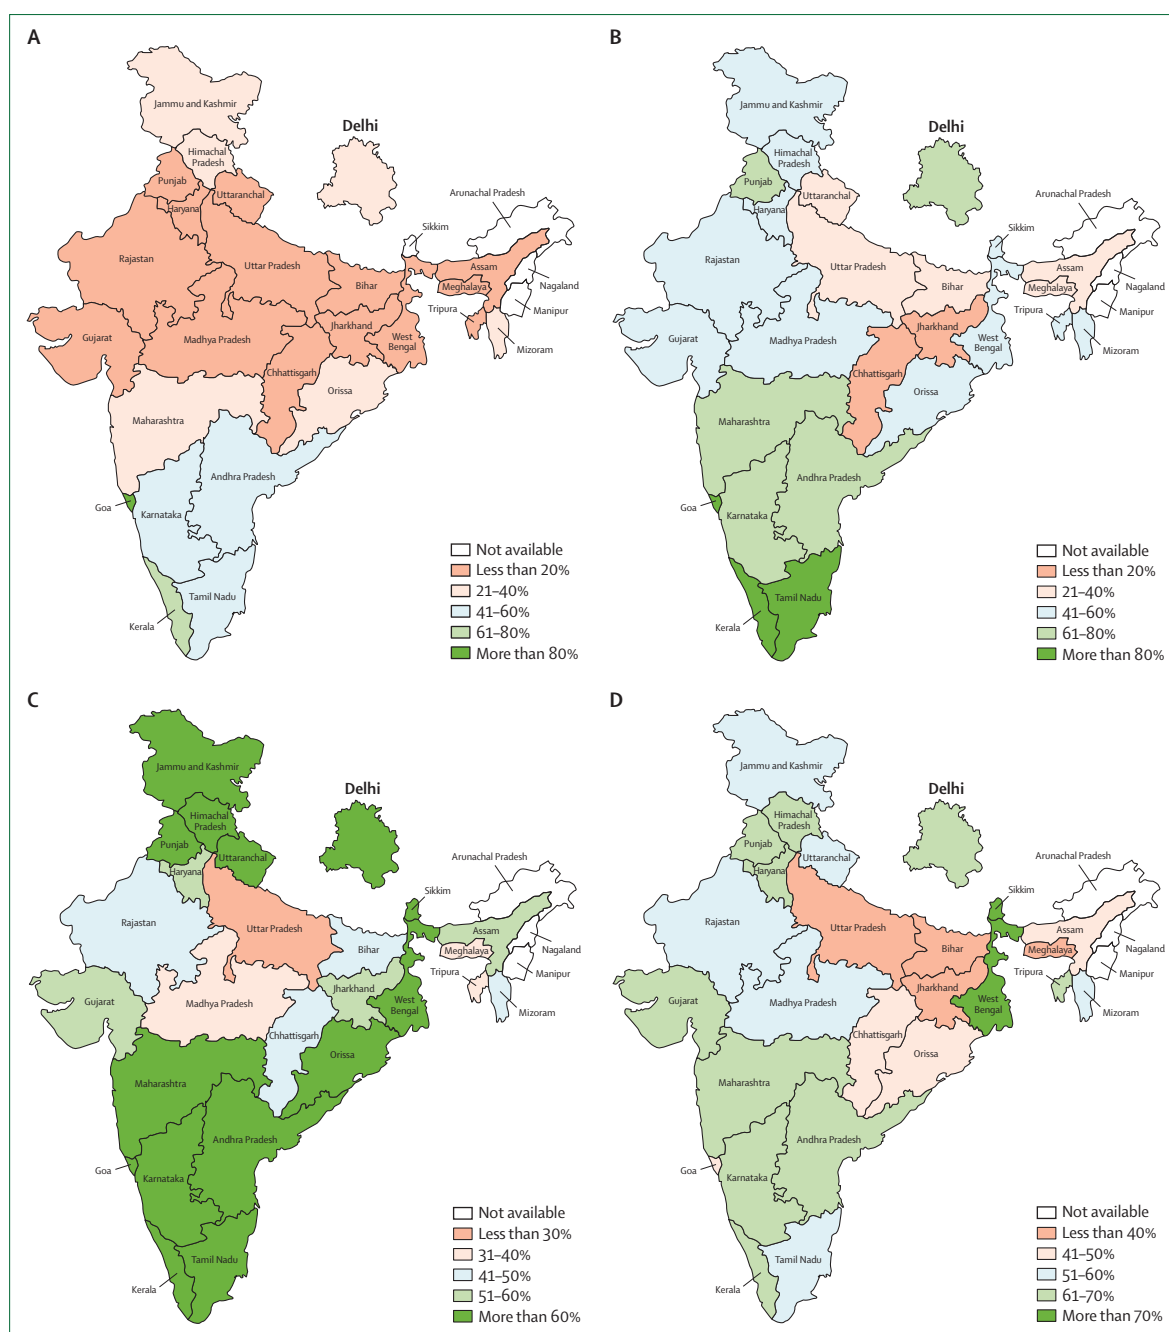 A
Jammu and Kashmir
Delhi
Himachal
Pradesh
Punjab
Uttaranchal
Haryana
Arunachal Pradesh
Sikkim
Rajastan
Uttar Pradesh
Assam
Bihar
Meghalaya
Nagaland
Tripura
Manipur
Gujarat
Madhya Pradesh
Jharkhand
West
Bengal
Mizoram
Chhattisgarh
Orissa
Maharashtra
Andhra Pradesh
Goa
Karnataka
Tamil Nadu
Kerala
Not available
Less than 20%
21–40%
41–60%
61–80%
More than 80%
B
Jammu and Kashmir
Delhi
Himachal
Pradesh
Punjab
Uttaranchal
Haryana
Arunachal Pradesh
Sikkim
Rajastan
Uttar Pradesh
Assam
Bihar
Meghalaya
Nagaland
Tripura
Manipur
Gujarat
Madhya Pradesh
Jharkhand
West
Bengal
Mizoram
Chhattisgarh
Orissa
Maharashtra
Andhra Pradesh
Goa
Karnataka
Tamil Nadu
Kerala
Not available
Less than 20%
21–40%
41–60%
61–80%
More than 80%
C
Jammu and Kashmir
Delhi
Himachal
Pradesh
Punjab
Uttaranchal
Haryana
Arunachal Pradesh
Sikkim
Rajastan
Uttar Pradesh
Assam
Bihar
Meghalaya
Nagaland
Tripura
Manipur
Gujarat
Madhya Pradesh
Jharkhand
West
Bengal
Mizoram
Chhattisgarh
Orissa
Maharashtra
Andhra Pradesh
Goa
Karnataka
Tamil Nadu
Kerala
Not available
Less than 30%
31–40%
41–50%
51–60%
More than 60%
D
Jammu and Kashmir
Delhi
Himachal
Pradesh
Punjab
Uttaranchal
Haryana
Arunachal Pradesh
Sikkim
Rajastan
Uttar Pradesh
Assam
Bihar
Meghalaya
Nagaland
Tripura
Manipur
Gujarat
Madhya Pradesh
Jharkhand
West
Bengal
Mizoram
Chhattisgarh
Orissa
Maharashtra
Andhra Pradesh
Goa
Karnataka
Tamil Nadu
Kerala
Not available
Less than 40%
41–50%
51–60%
61–70%
More than 70%